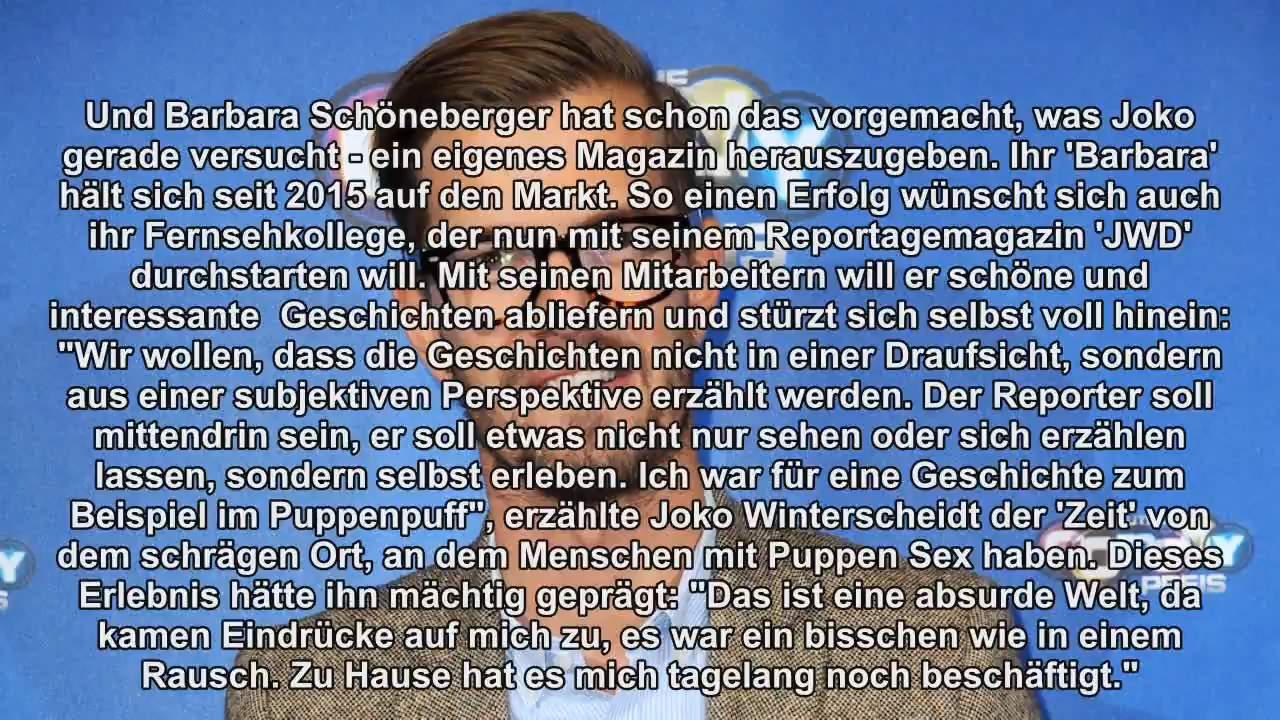 Und Barbara Schöneberger hat schon das vorgemacht, was Joko
gerade versucht - ein eigenes Magazin herauszugeben. Ihr 'Barbara'
hält sich seit 2015 auf den Markt. So einen Erfolg wünscht sich auch
ihr Fernsehkollege, der nun mit seinem Reportagemagazin 'JWD'
durchstarten will. Mit seinen Mitarbeitern will er schöne und
interessante  Geschichten abliefern und stürzt sich selbst voll hinein:
"Wir wollen, dass die Geschichten nicht in einer Draufsicht, sondern
aus einer subjektiven Perspektive erzählt werden. Der Reporter soll
mittendrin sein, er soll etwas nicht nur sehen oder sich erzählen
lassen, sondern selbst erleben. Ich war für eine Geschichte zum
Beispiel im Puppenpuff", erzählte Joko Winterscheidt der 'Zeit' von
dem schrägen Ort, an dem Menschen mit Puppen Sex haben. Dieses
Erlebnis hätte ihn mächtig geprägt: "Das ist eine absurde Welt, da
kamen Eindrücke auf mich zu, es war ein bisschen wie in einem
Rausch. Zu Hause hat es mich tagelang noch beschäftigt."
PREIS